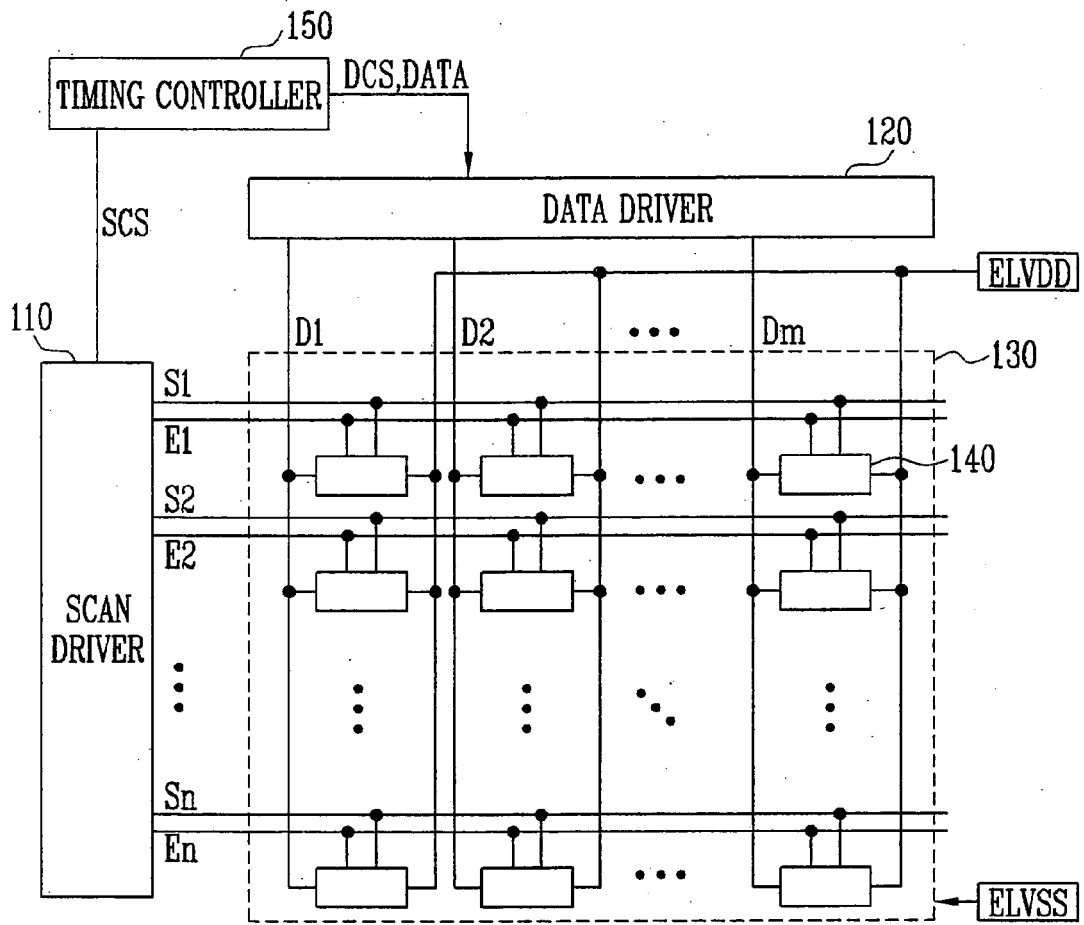 150
TIMING CONTROLLER
DCS,DATA
120
DATA DRIVER
SCS
ELVDD
110
D1
D2
Dm
130
S1
E1
140
S2
E2
SCAN
DRIVER
Sn
En
ELVSS